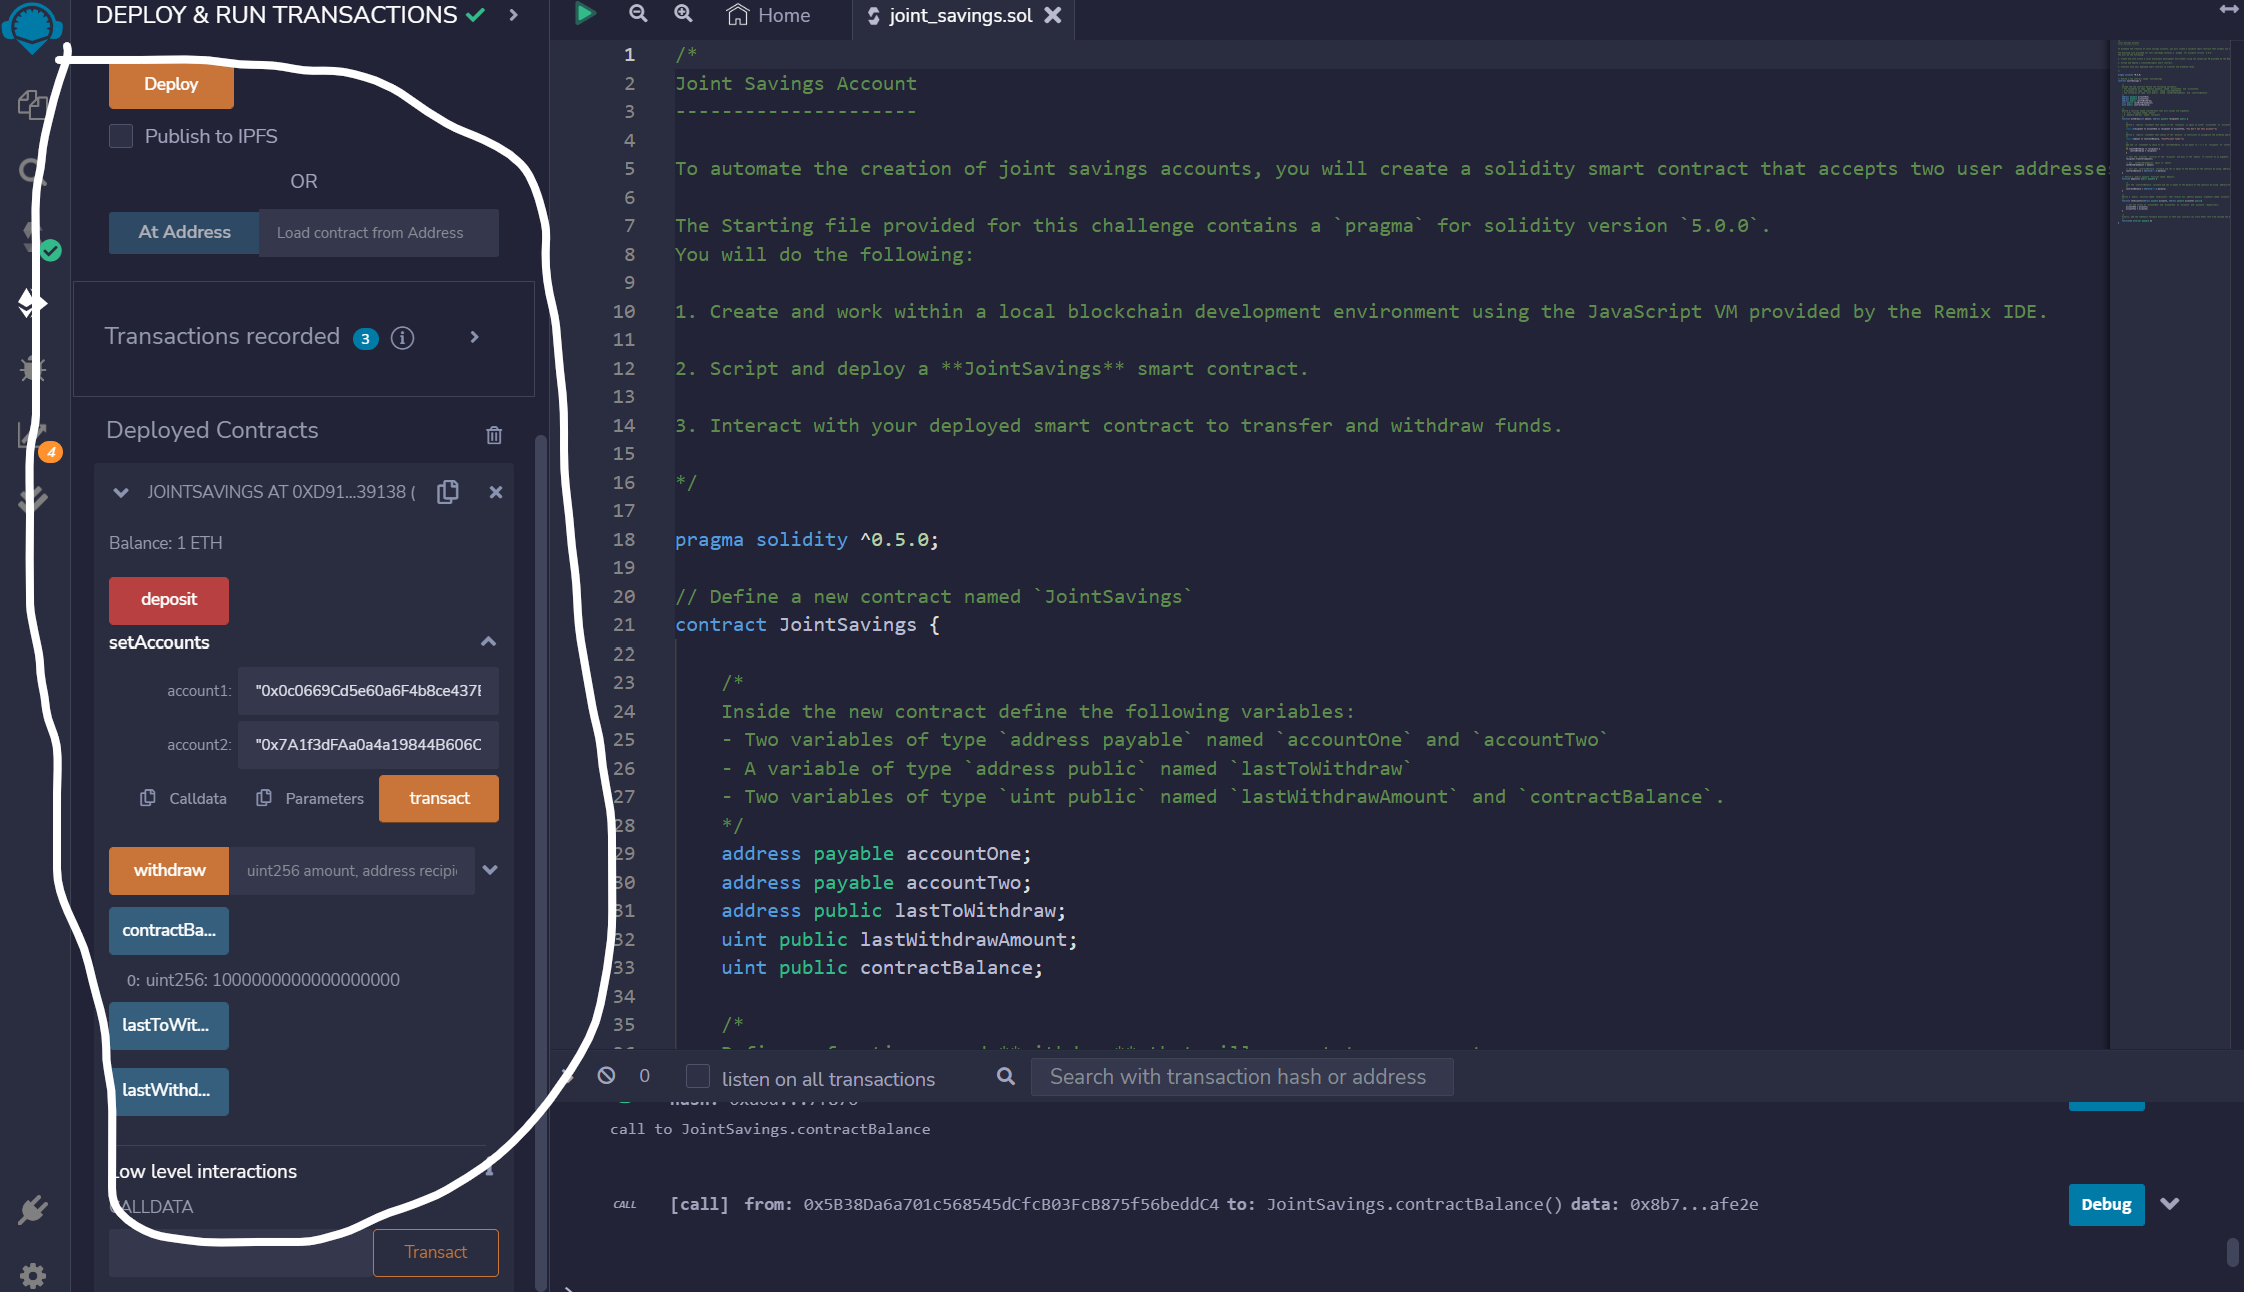 DEPLOY & RUN TRANSACTIONS
Deploy
Publish to IPFS
OR
At Address Load contract from Address
Transactions recorded 3
4
Deployed Contracts
JOINTSAVINGS AT 0XD91...39138 (
Balance: 1 ETH
deposit
setAccounts
account1: "0x0c0669Cd5e60a6F4b8ce437E
account2: "0x7A1f3dFAa0a4a19844B606C
Calldata Parameters transact
withdraw uint256 amount, address recipi
contractBa...
0: uint256: 1000000000000000000
lastToWit...
lastWithd...
Low level interactions
CALLDATA
Transact
Home joint_savings.sol
1 /*
2 Joint Savings Account
3 ---------------------
4
5 To automate the creation of joint savings accounts, you will create a solidity smart contract that accepts two user addresses
6
7 The Starting file provided for this challenge contains a `pragma` for solidity version `5.0.0`.
8 You will do the following:
9
10 1. Create and work within a local blockchain development environment using the JavaScript VM provided by the Remix IDE.
11
12 2. Script and deploy a **JointSavings** smart contract.
13
14 3. Interact with your deployed smart contract to transfer and withdraw funds.
15
16 */
17
18 pragma solidity ^0.5.0;
19
20 // Define a new contract named `JointSavings`
21 contract JointSavings {
22
23 /*
24 Inside the new contract define the following variables:
25 - Two variables of type `address payable` named `accountOne` and `accountTwo`
26 - A variable of type `address public` named `lastToWithdraw`
27 - Two variables of type `uint public` named `lastWithdrawAmount` and `contractBalance`.
28 */
29 address payable accountOne;
30 address payable accountTwo;
31 address public lastToWithdraw;
32 uint public lastWithdrawAmount;
33 uint public contractBalance;
34
35 /*
0 listen on all transactions Search with transaction hash or address
call to JointSavings.contractBalance
CALL [call] from: 0x5B38Da6a701c568545dCfcB03FcB875f56beddC4 to: JointSavings.contractBalance() data: 0x8b7...afe2e Debug